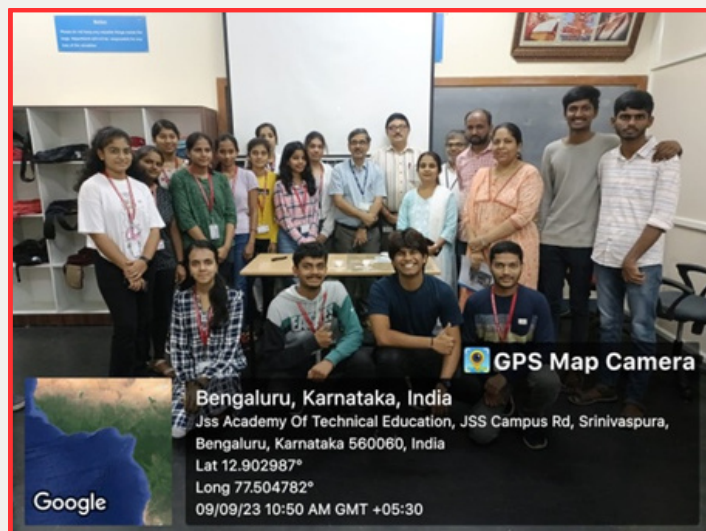 Notice
GPS Map Camera
Bengaluru, Karnataka, India
Jss Academy Of Technical Education, JSS Campus Rd, Srinivaspura,
Bengaluru, Karnataka 560060, India
Lat 12.902987°
Long 77.504782°
09/09/23 10:50 AM GMT +05:30
Google